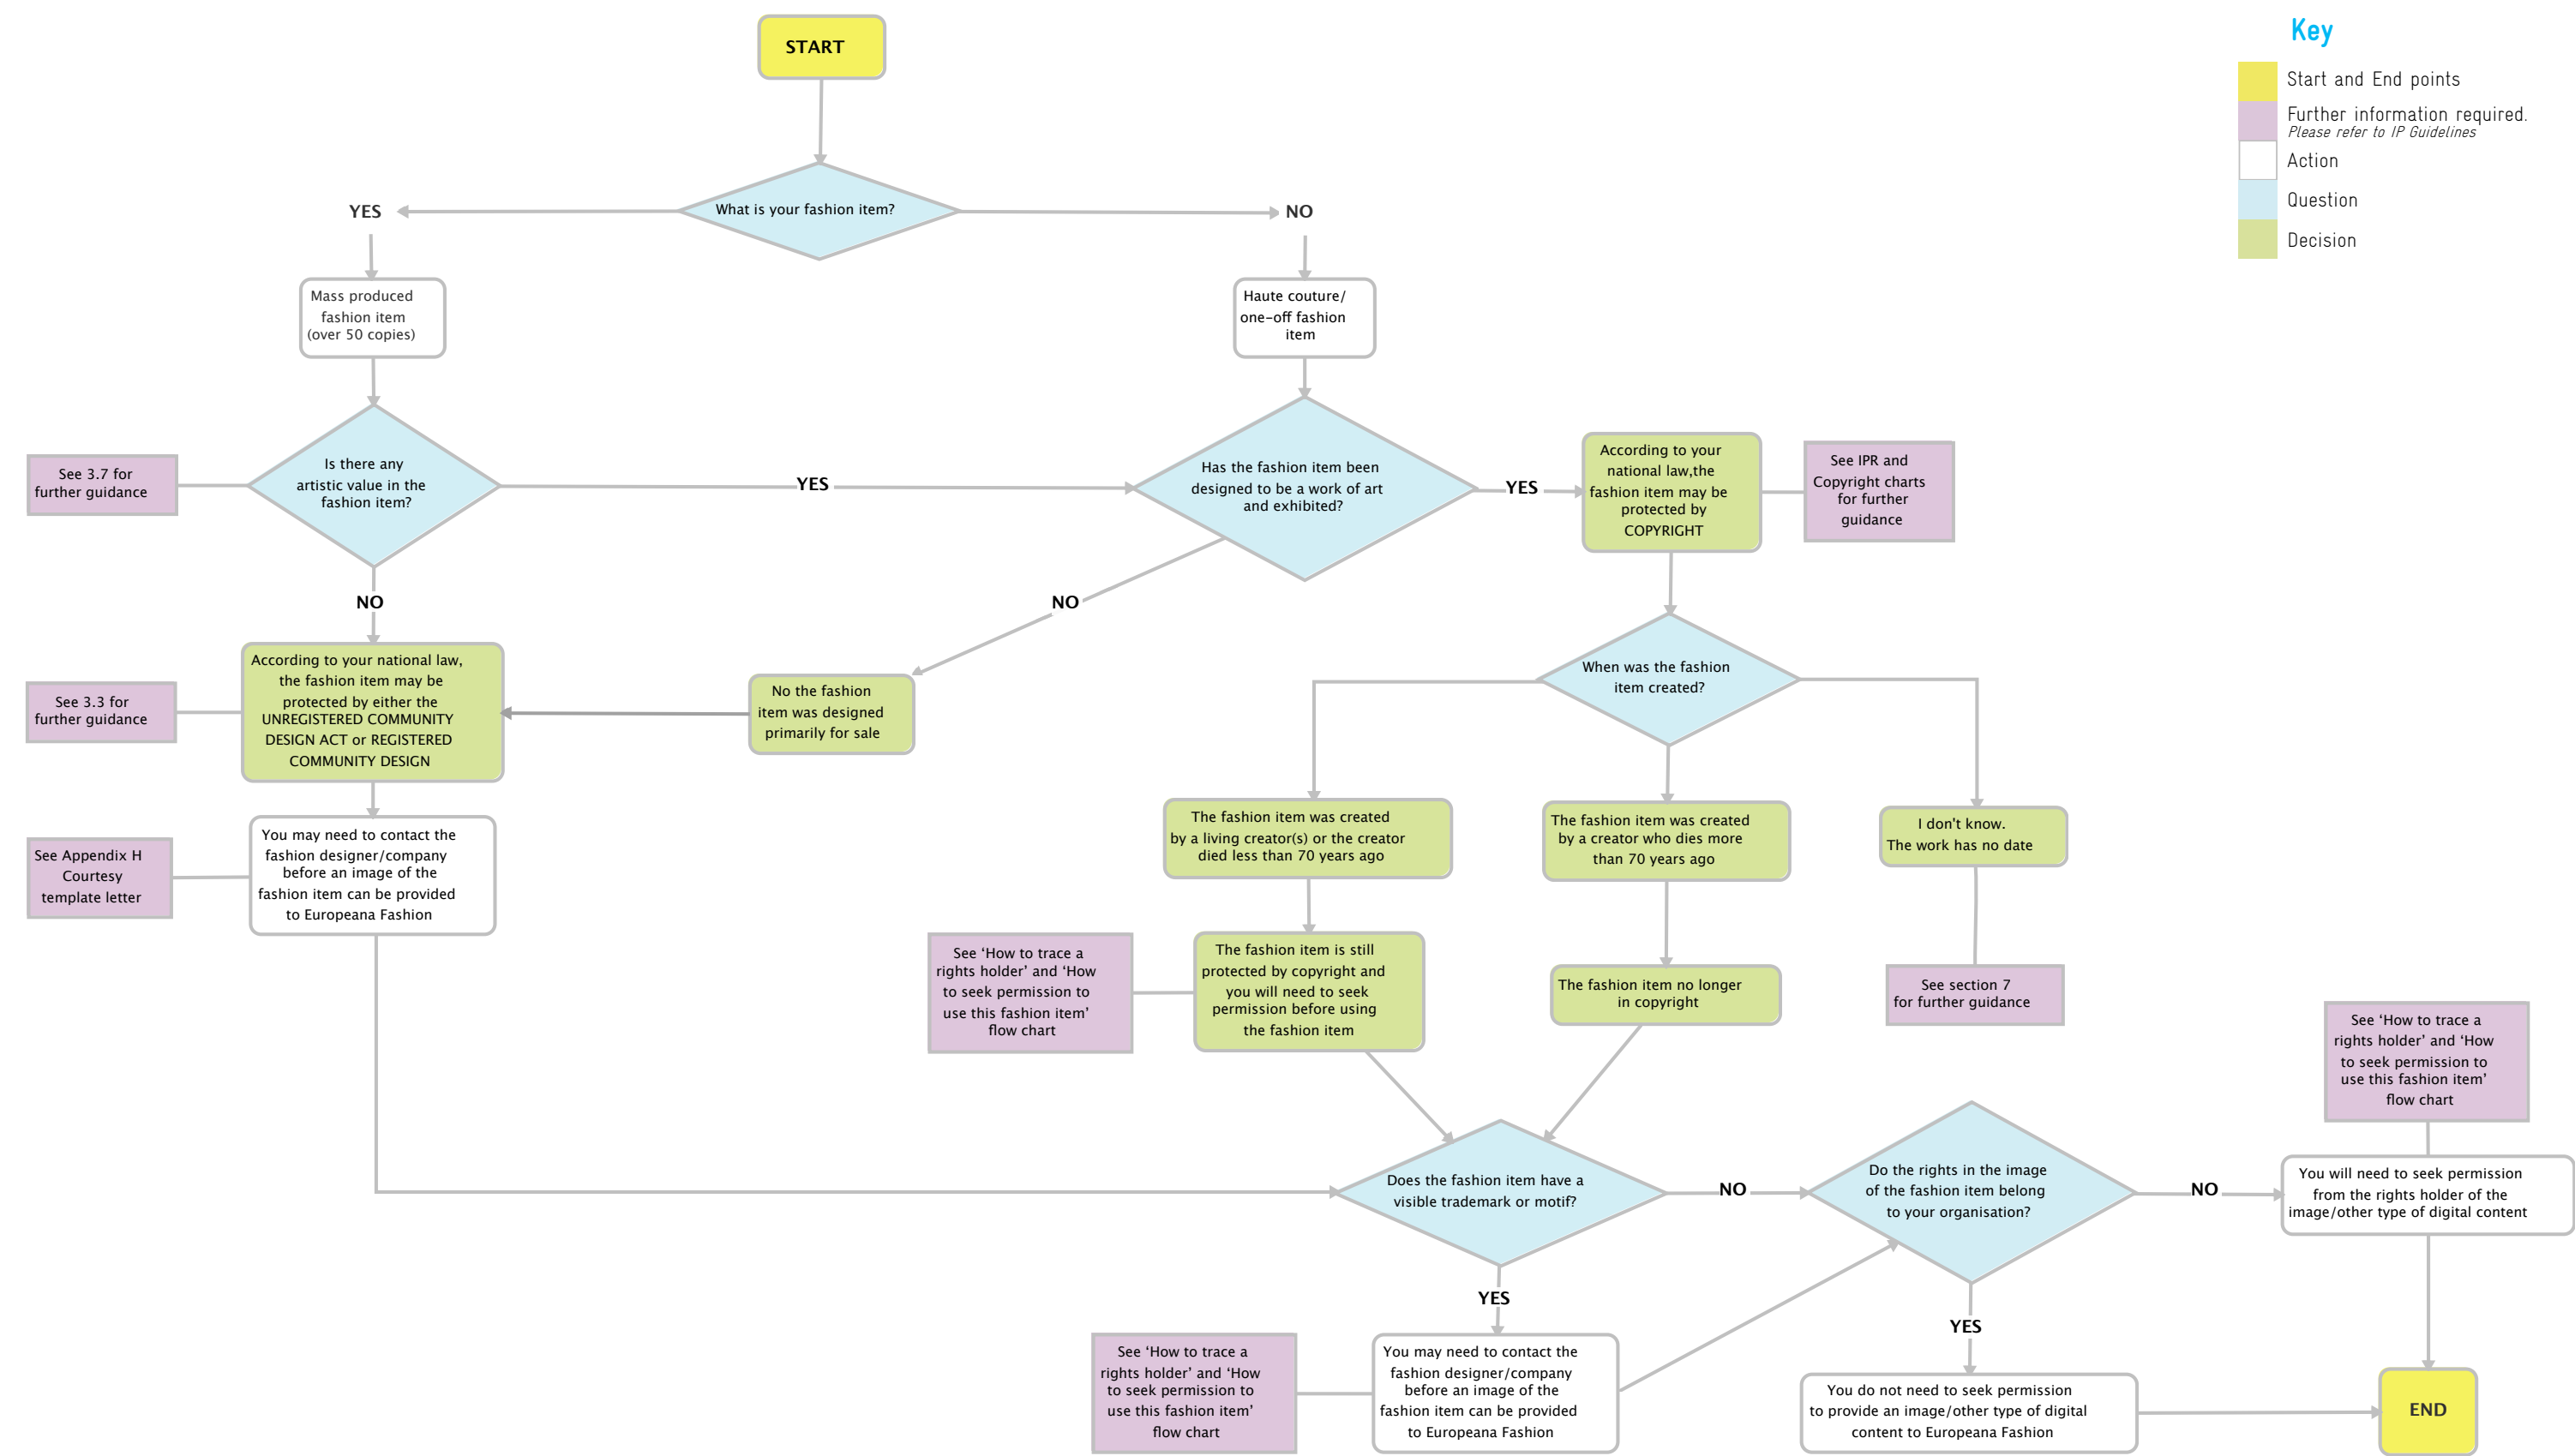 START
Key
Start and End points
Further information required.
Please refer to IP Guidelines
Action
Question
Decision
What is your fashion item?
YES
NO
Mass produced
fashion item
(over 50 copies)
Haute couture/
one-off fashion
item
Is there any
artistic value in the
fashion item?
See 3.7 for
further guidance
YES
Has the fashion item been
designed to be a work of art
and exhibited?
YES
According to your
national law,the
fashion item may be
protected by
COPYRIGHT
See IPR and
Copyright charts
for further
guidance
NO
NO
According to your national law,
the fashion item may be
protected by either the
UNREGISTERED COMMUNITY
DESIGN ACT or REGISTERED
COMMUNITY DESIGN
See 3.3 for
further guidance
No the fashion
item was designed
primarily for sale
When was the fashion
item created?
See Appendix H
Courtesy
template letter
You may need to contact the
fashion designer/company
before an image of the
fashion item can be provided
to Europeana Fashion
The fashion item was created
by a living creator(s) or the creator
died less than 70 years ago
The fashion item was created
by a creator who dies more
than 70 years ago
I don't know.
The work has no date
See ‘How to trace a
rights holder’ and ‘How
to seek permission to
use this fashion item’
flow chart
The fashion item is still
protected by copyright and
you will need to seek
permission before using
the fashion item
The fashion item no longer
in copyright
See section 7
for further guidance
See ‘How to trace a
rights holder’ and ‘How
to seek permission to
use this fashion item’
flow chart
Does the fashion item have a
visible trademark or motif?
NO
Do the rights in the image
of the fashion item belong
to your organisation?
NO
You will need to seek permission
from the rights holder of the
image/other type of digital content
YES
YES
See ‘How to trace a
rights holder’ and ‘How
to seek permission to
use this fashion item’
flow chart
You may need to contact the
fashion designer/company
before an image of the
fashion item can be provided
to Europeana Fashion
You do not need to seek permission
to provide an image/other type of digital
content to Europeana Fashion
END